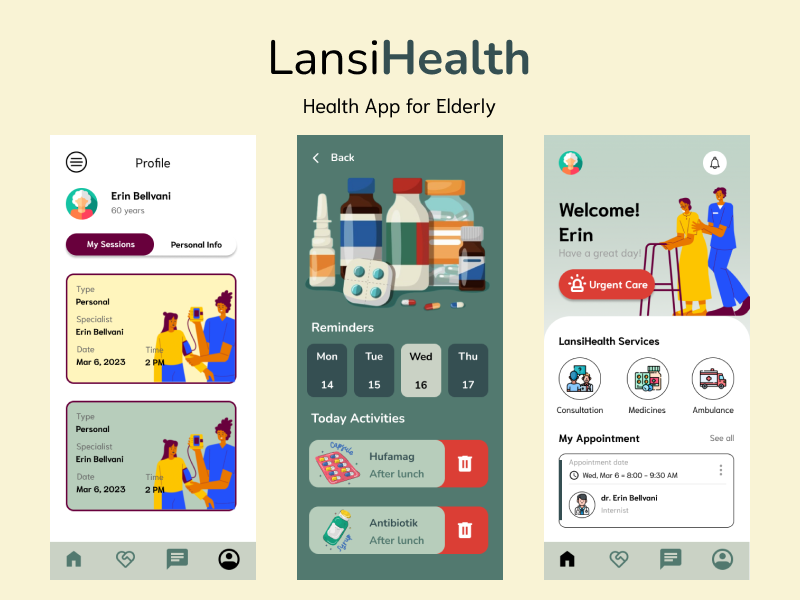 LansiHealth
Health App for Elderly
Profile
Erin Bellvani
60 years
My Sessions
Personal Info
Type
Personal
Specialist
Erin Bellvani
Date
Time
Mar 6, 2023
2 PM
Type
Personal
Specialist
Erin Bellvani
Date
Time
Mar 6, 2023
2 PM
Back
Reminders
Mon
Tue
Wed
Thu
14
15
16
17
Today Activities
Capsule
Hufamag
After lunch
Syrup
Antibiotik
After lunch
Welcome!
Erin
Have a great day!
Urgent Care
LansiHealth Services
Consultation
Medicines
Ambulance
My Appointment
See all
Appointment date
Wed, Mar 6 = 8:00 - 9:30 AM
dr. Erin Bellvani
Internist